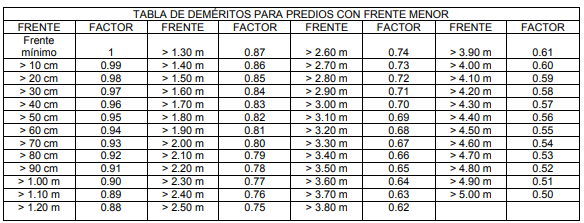 TABLA DE DEMÉRITOS PARA PREDIOS CON FRENTE MENOR
FRENTE FACTOR FRENTE FACTOR FRENTE FACTOR FRENTE FACTOR
Frente
mínimo 1 > 1.30 m 0.87 > 2.60 m 0.74 > 3.90 m 0.61
> 10 cm 0.99 > 1.40 m 0.86 > 2.70 m 0.73 > 4.00 m 0.60
> 20 cm 0.98 > 1.50 m 0.85 > 2.80 m 0.72 > 4.10 m 0.59
> 30 cm 0.97 > 1.60 m 0.84 > 2.90 m 0.71 > 4.20 m 0.58
> 40 cm 0.96 > 1.70 m 0.83 > 3.00 m 0.70 > 4.30 m 0.57
> 50 cm 0.95 > 1.80 m 0.82 > 3.10 m 0.69 > 4.40 m 0.56
> 60 cm 0.94 > 1.90 m 0.81 > 3.20 m 0.68 > 4.50 m 0.55
> 70 cm 0.93 > 2.00 m 0.80 > 3.30 m 0.67 > 4.60 m 0.54
> 80 cm 0.92 > 2.10 m 0.79 > 3.40 m 0.66 > 4.70 m 0.53
> 90 cm 0.91 > 2.20 m 0.78 > 3.50 m 0.65 > 4.80 m 0.52
> 1.00 m 0.90 > 2.30 m 0.77 > 3.60 m 0.64 > 4.90 m 0.51
> 1.10 m 0.89 > 2.40 m 0.76 > 3.70 m 0.63 > 5.00 m 0.50
> 1.20 m 0.88 > 2.50 m 0.75 > 3.80 m 0.62